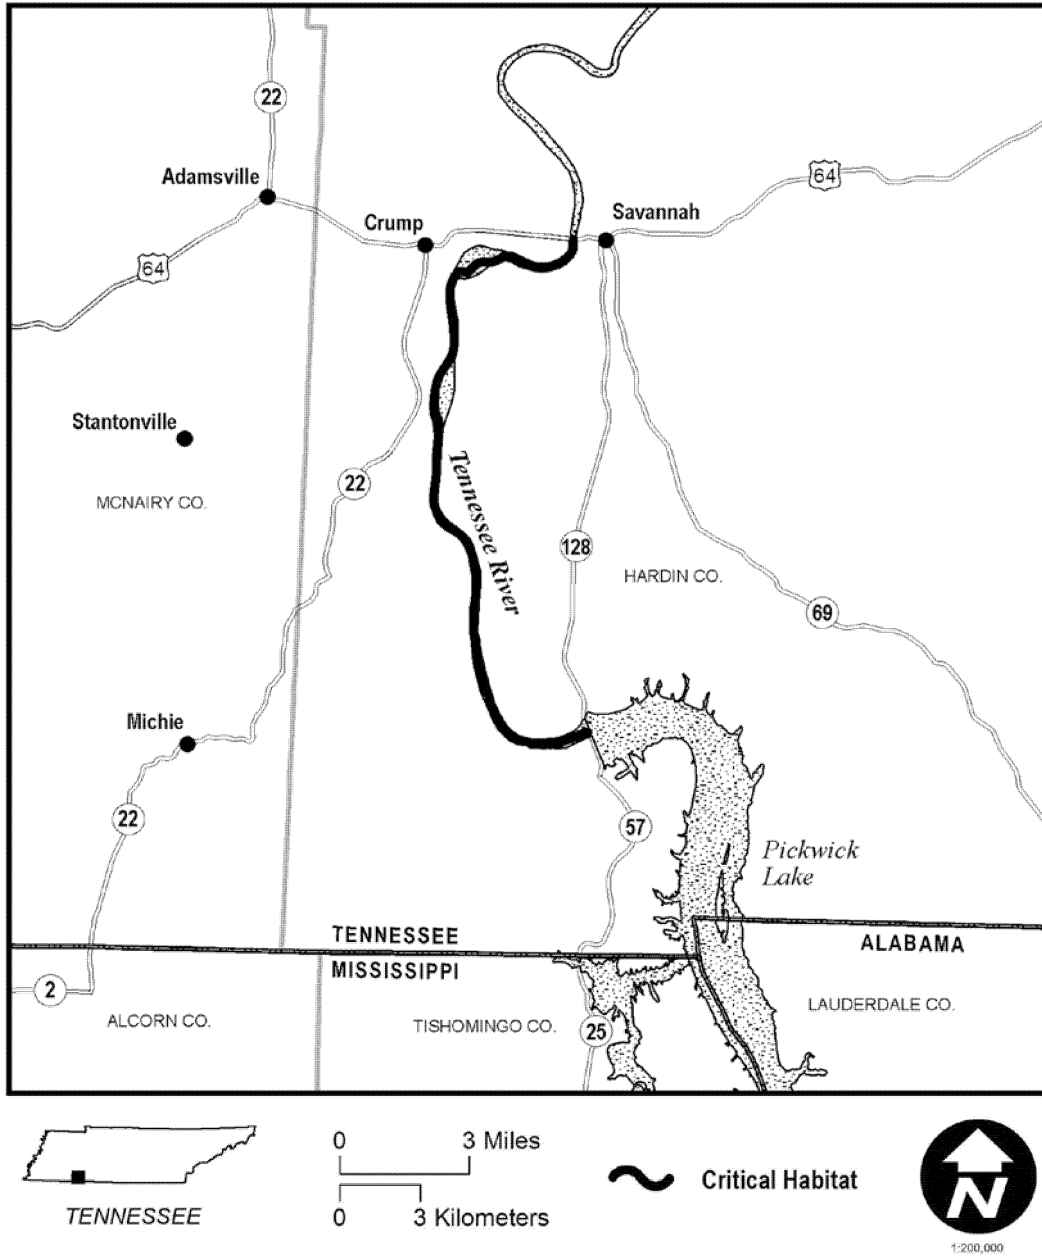 22
Adamsville
64
Savannah
Crump
64
Stantonville
MCNAIRY CO.
22
Tennessee River
128
HARDIN CO.
69
Michie
22
57
Pickwick
Lake
TENNESSEE
ALABAMA
MISSISSIPPI
2
ALCORN CO.
TISHOMINGO CO.
25
LAUDERDALE CO.
TENNESSEE
0 3 Miles
0 3 Kilometers
Critical Habitat
N
1:200,000